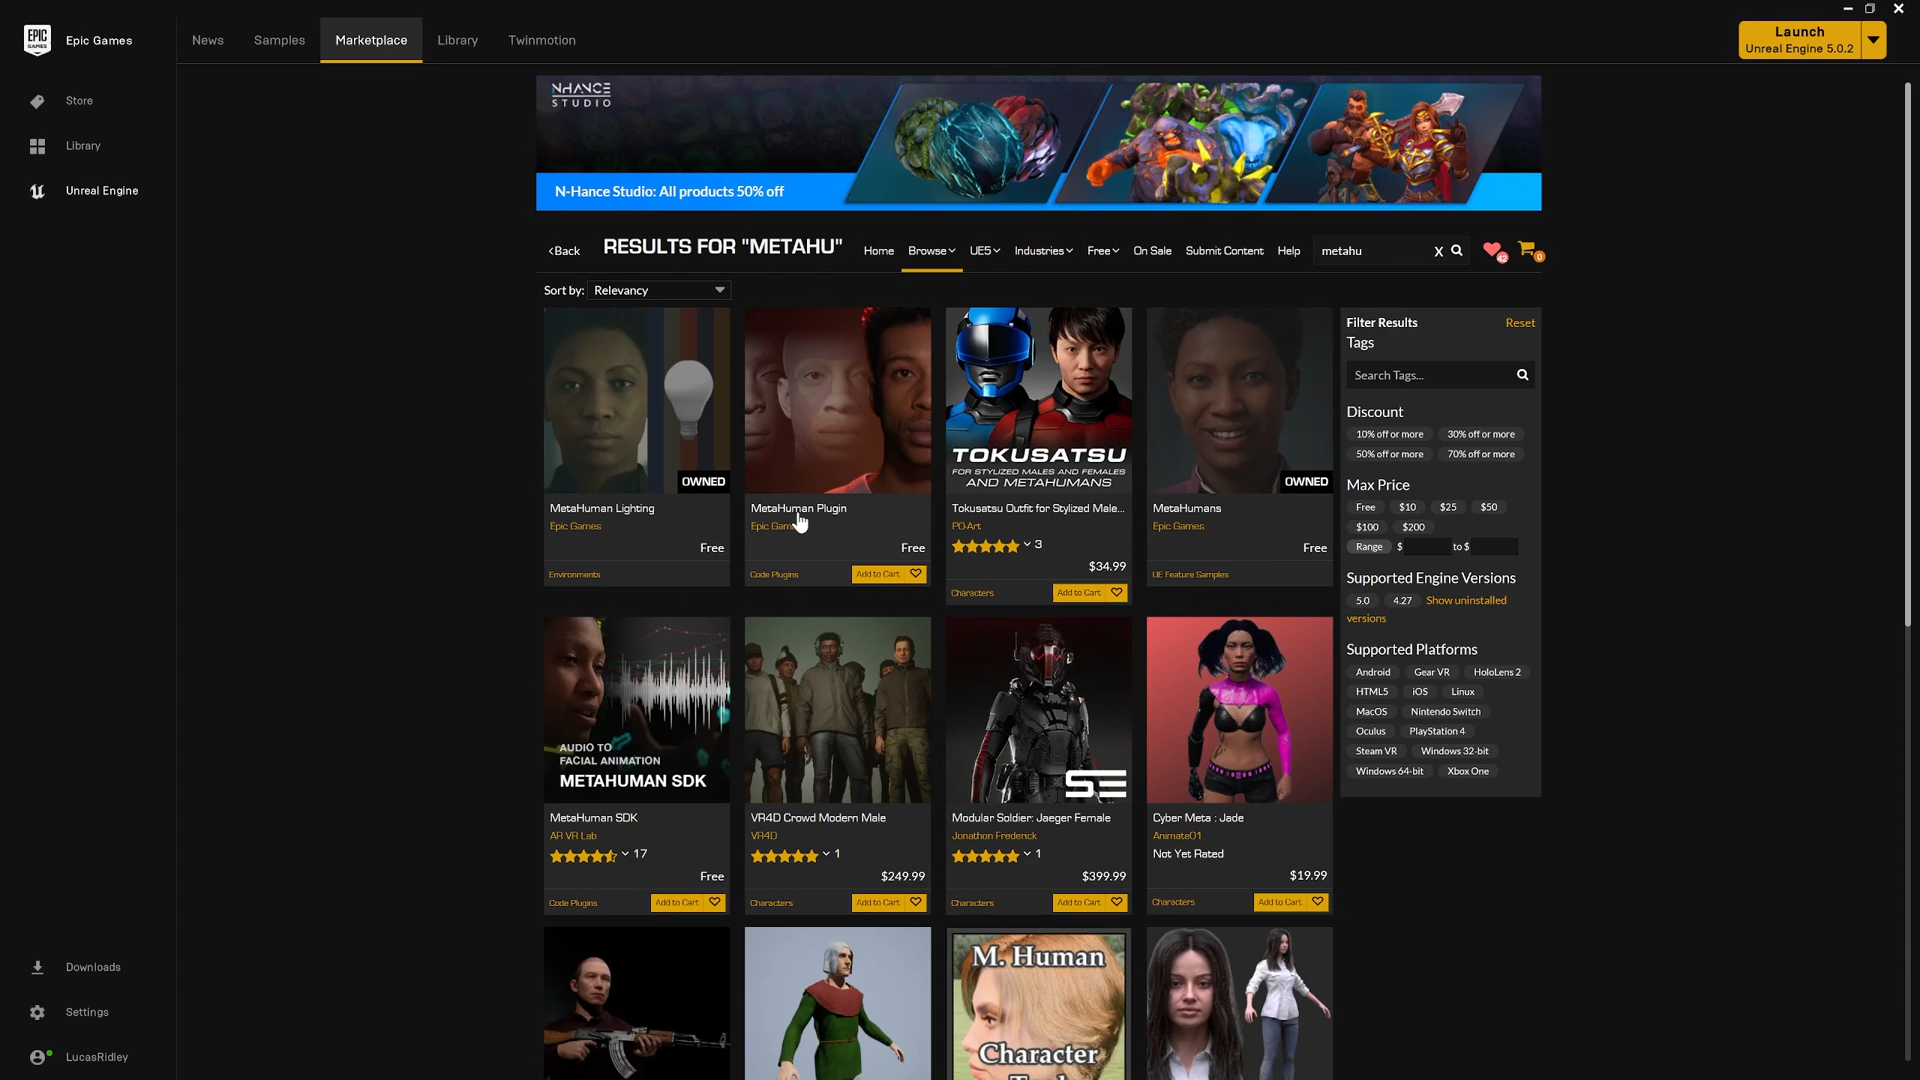 EPIC GAMES
Epic Games
News
Samples
Marketplace
Library
Twinmotion
Launch
Unreal Engine 5.0.2
Store
Library
Unreal Engine
NHANCE
STUDIO
N-Hance Studio: All products 50% off
Back
RESULTS FOR "METAHU"
Home
Browse
UE5
Industries
Free
On Sale
Submit Content
Help
metahu
X
42
0
Sort by:
Relevancy
OWNED
MetaHuman Lighting
Epic Games
Free
Environments
MetaHuman Plugin
Epic Gam
Free
Code Plugins
Add to Cart
TOKUSATSU
FOR STYLIZED MALES AND FEMALES
AND METAHUMANS
Tokusatsu Outfit for Stylized Male...
PO-Art
3
$34.99
Characters
Add to Cart
OWNED
MetaHumans
Epic Games
Free
UE Feature Samples
Filter Results
Reset
Tags
Search Tags...
Discount
10% off or more
30% off or more
50% off or more
70% off or more
Max Price
Free
$10
$25
$50
$100
$200
Range
$
to $
Supported Engine Versions
5.0
4.27
Show uninstalled
versions
Supported Platforms
Android
Gear VR
HoloLens 2
HTML5
iOS
Linux
MacOS
Nintendo Switch
Oculus
PlayStation 4
Steam VR
Windows 32-bit
Windows 64-bit
Xbox One
AUDIO TO
FACIAL ANIMATION
METAHUMAN SDK
MetaHuman SDK
AR VR Lab
17
Free
Code Plugins
Add to Cart
VR4D Crowd Modern Male
VR4D
1
$249.99
Characters
Add to Cart
SE
Modular Soldier: Jaeger Female
Jonathon Frederick
1
$399.99
Characters
Add to Cart
Cyber Meta : Jade
Animate01
Not Yet Rated
$19.99
Characters
Add to Cart
M. Human
Character
Downloads
Settings
LucasRidley